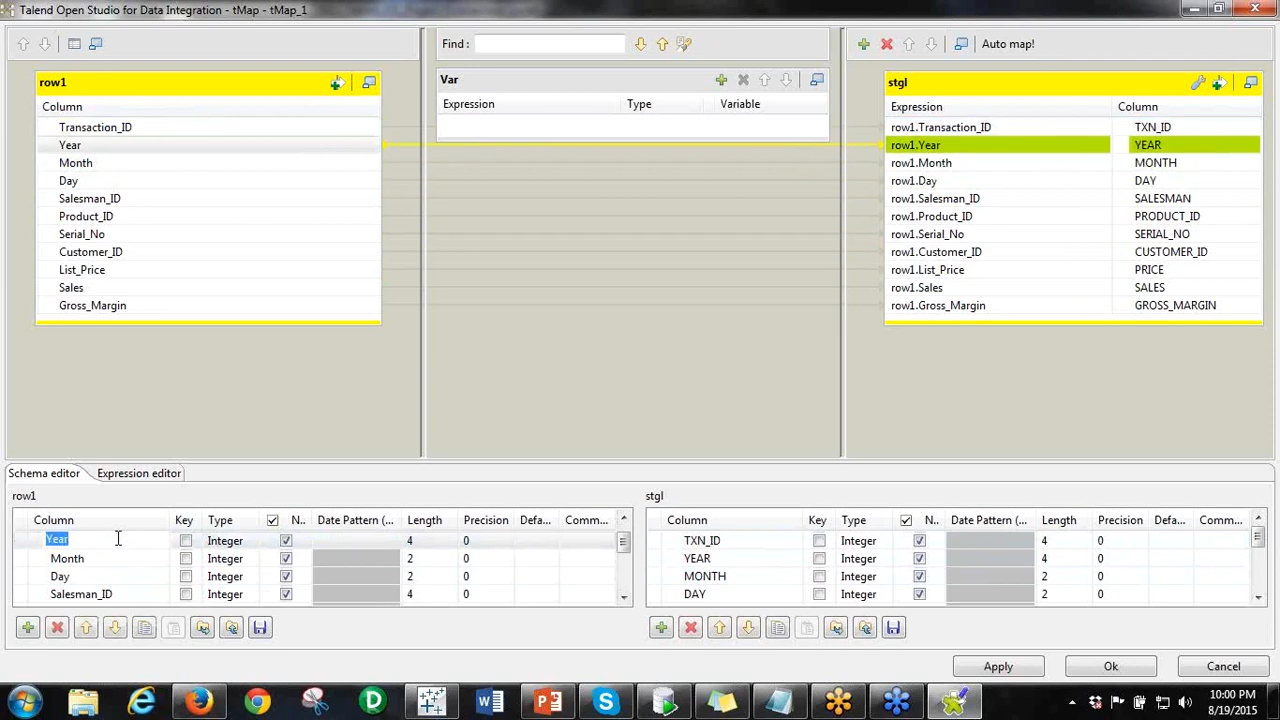 Talend Open Studio for Data Integration - tMap - tMap_1
Find :
Auto map!
row1
Column
Transaction_ID
Year
Month
Day
Salesman_ID
Product_ID
Serial_No
Customer_ID
List_Price
Sales
Gross_Margin
Var
Expression Type Variable
stgl
Expression Column
row1.Transaction_ID TXN_ID
row1.Year YEAR
row1.Month MONTH
row1.Day DAY
row1.Salesman_ID SALESMAN
row1.Product_ID PRODUCT_ID
row1.Serial_No SERIAL_NO
row1.Customer_ID CUSTOMER_ID
row1.List_Price PRICE
row1.Sales SALES
row1.Gross_Margin GROSS_MARGIN
Schema editor Expression editor
row1
Column Key Type N.. Date Pattern (... Length Precision Defa... Comm...
Year Integer 4 0
Month Integer 2 0
Day Integer 2 0
Salesman_ID Integer 4 0
stgl
Column Key Type N.. Date Pattern (... Length Precision Defa... Comm...
TXN_ID Integer 4 0
YEAR Integer 4 0
MONTH Integer 2 0
DAY Integer 2 0
Apply Ok Cancel
10:00 PM
8/19/2015